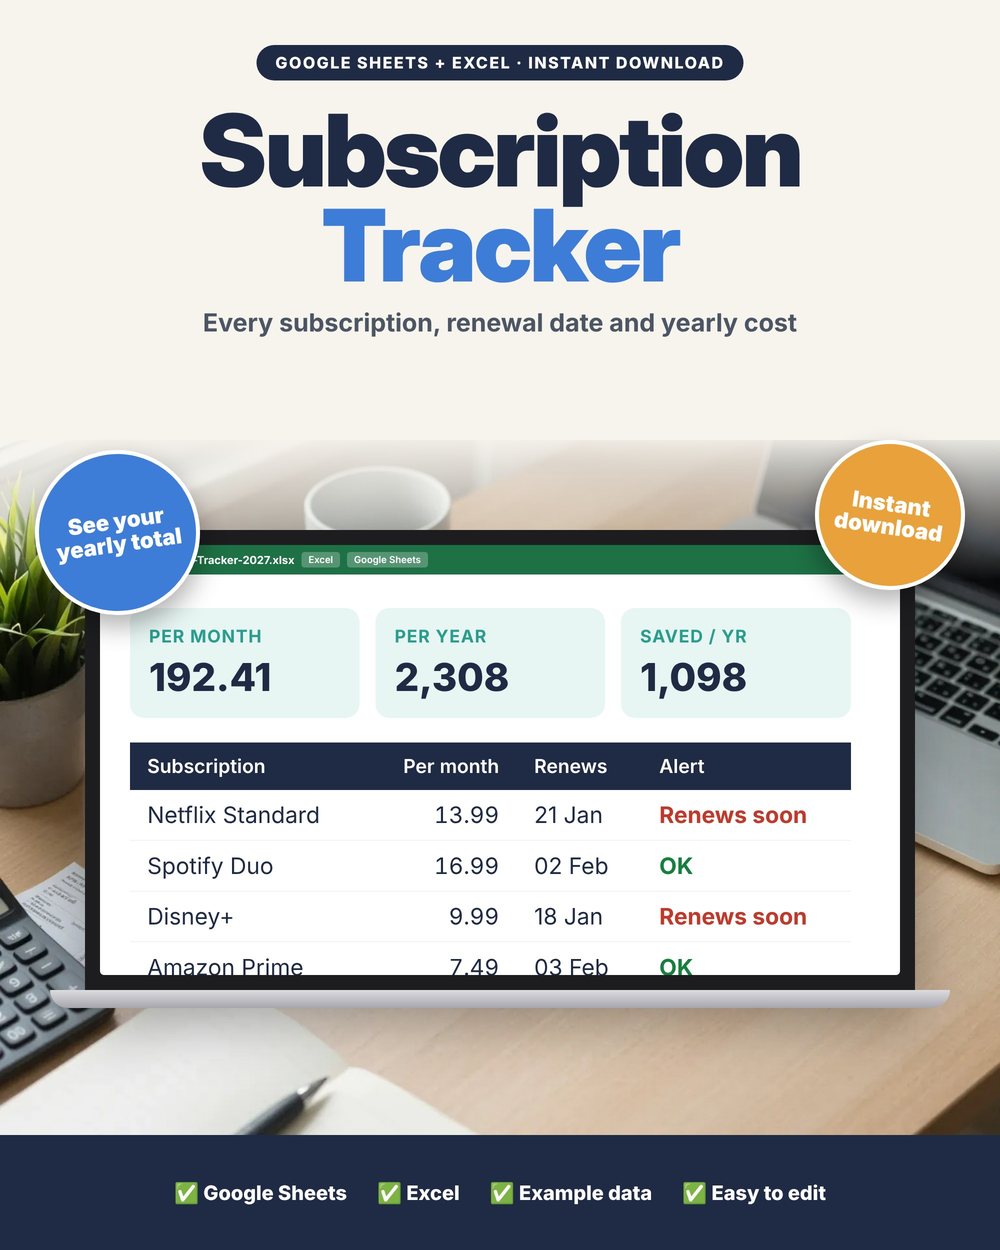 GOOGLE SHEETS + EXCEL · INSTANT DOWNLOAD
Subscription
Tracker
Every subscription, renewal date and yearly cost
See your
yearly total
Instant
download
-Tracker-2027.xlsx Excel Google Sheets
PER MONTH PER YEAR SAVED / YR
192.41 2,308 1,098
Subscription Per month Renews Alert
Netflix Standard 13.99 21 Jan Renews soon
Spotify Duo 16.99 02 Feb OK
Disney+ 9.99 18 Jan Renews soon
Amazon Prime 7.49 03 Feb OK
✅ Google Sheets ✅ Excel ✅ Example data ✅ Easy to edit